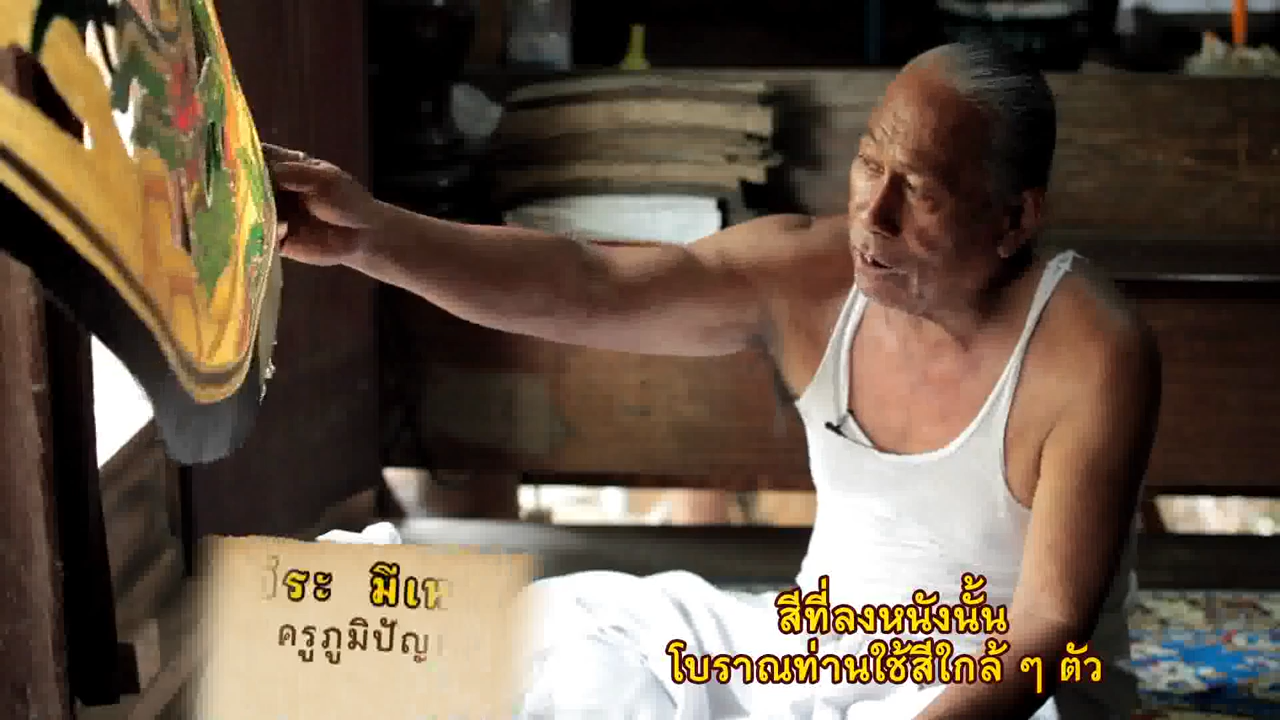 ระ มีเห
ครูภูมิปัญ
สีที่ลงหนังนั้น
โบราณท่านใช้สีใกล้ ๆ ตัว